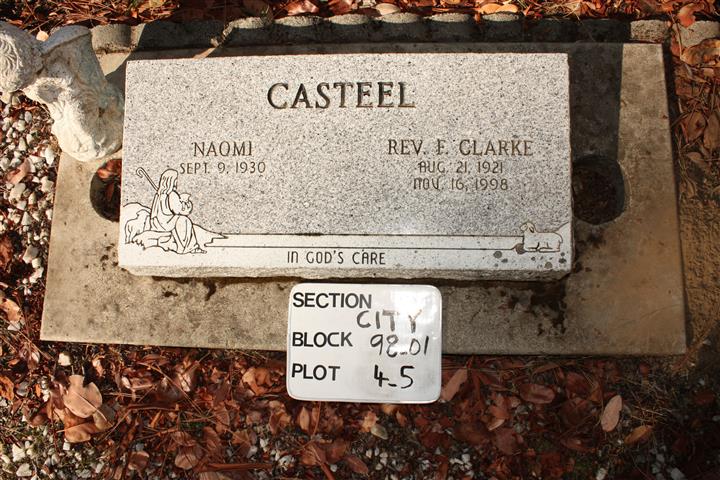 CASTEEL
NAOMI
SEPT. 9, 1930
REV. F. CLARKE
AUG. 21, 1921
NOV. 16, 1998
IN GOD'S CARE
SECTION CITY
BLOCK 98-01
PLOT 4-5